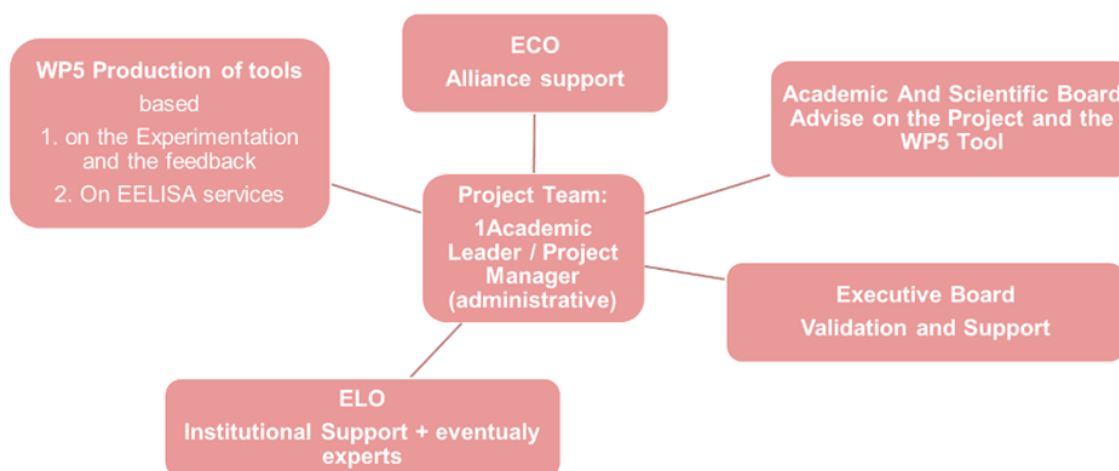 ECO
Alliance support
WP5 Production of tools
based
1. on the Experimentation
and the feedback
2. On EELISA services
Academic And Scientific Board
Advise on the Project and the
WP5 Tool
Project Team:
1Academic
Leader / Project
Manager
(administrative)
Executive Board
Validation and Support
ELO
Institutional Support + eventualy
experts